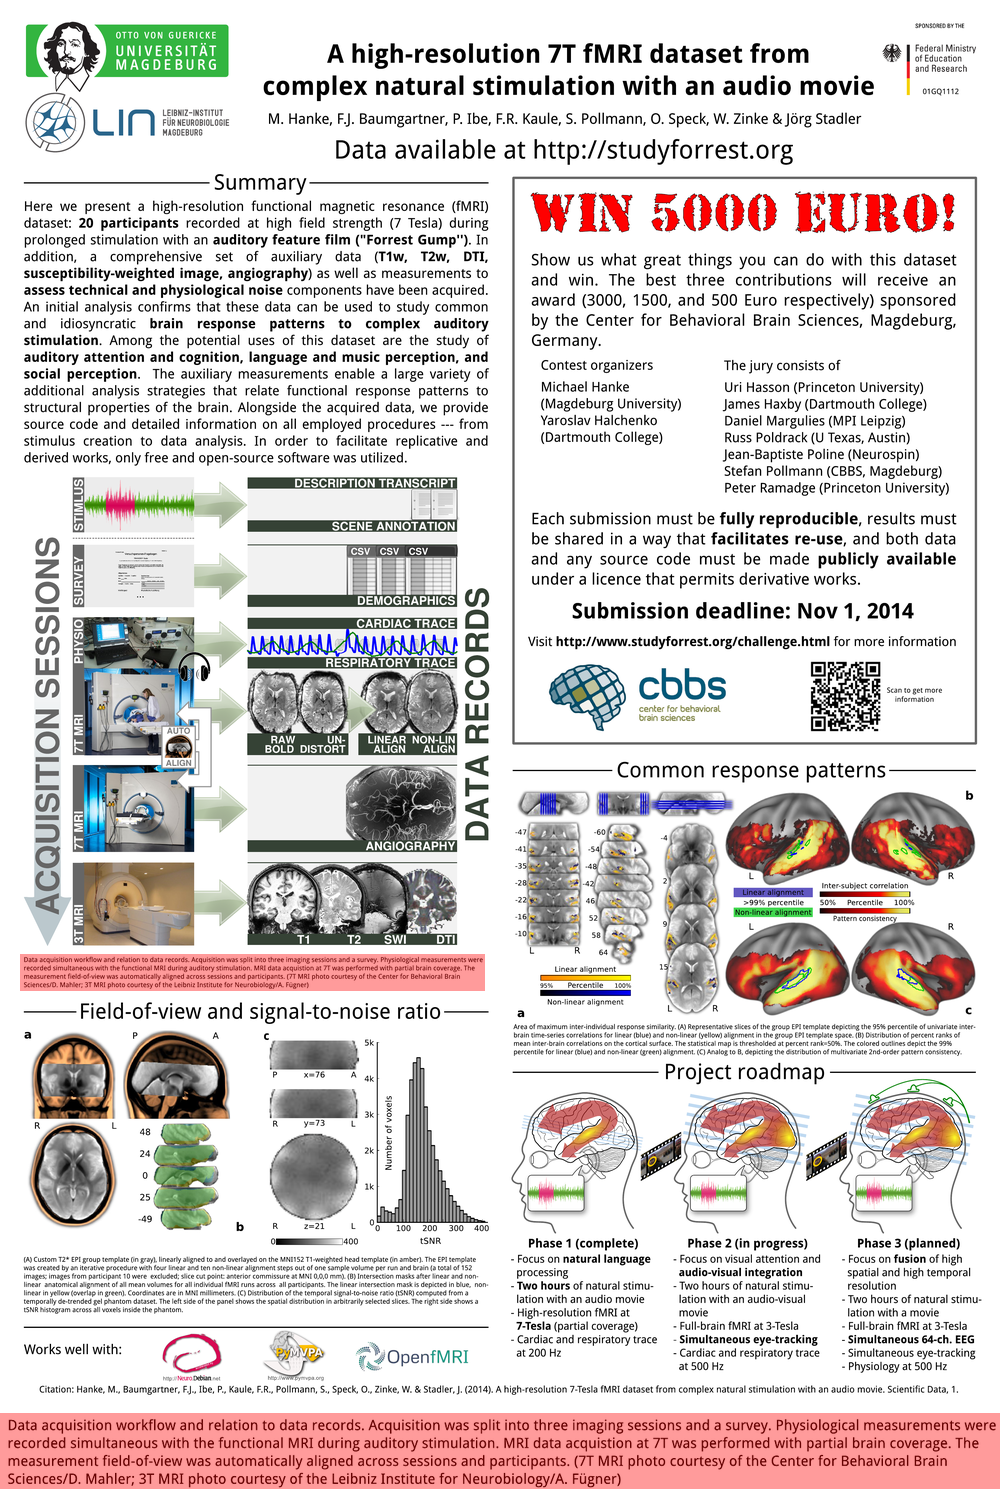 OTTO VON GUERICKE
UNIVERSITÄT
MAGDEBURG
LIN
LEIBNIZ-INSTITUT
FÜR NEUROBIOLOGIE
MAGDEBURG
A high-resolution 7T fMRI dataset from
complex natural stimulation with an audio movie
M. Hanke, F.J. Baumgartner, P. Ibe, F.R. Kaule, S. Pollmann, O. Speck, W. Zinke & Jörg Stadler
Data available at http://studyforrest.org
SPONSORED BY THE
Federal Ministry
of Education
and Research
01GQ1112
Summary
Here we present a high-resolution functional magnetic resonance (fMRI)
dataset: 20 participants recorded at high field strength (7 Tesla) during
prolonged stimulation with an auditory feature film ("Forrest Gump''). In
addition, a comprehensive set of auxiliary data (T1w, T2w, DTI,
susceptibility-weighted image, angiography) as well as measurements to
assess technical and physiological noise components have been acquired.
An initial analysis confirms that these data can be used to study common
and idiosyncratic brain response patterns to complex auditory
stimulation. Among the potential uses of this dataset are the study of
auditory attention and cognition, language and music perception, and
social perception. The auxiliary measurements enable a large variety of
additional analysis strategies that relate functional response patterns to
structural properties of the brain. Alongside the acquired data, we provide
source code and detailed information on all employed procedures --- from
stimulus creation to data analysis. In order to facilitate replicative and
derived works, only free and open-source software was utilized.
ACQUISITION SESSIONS
STIMLUS
SURVEY
PHYSIO
7T MRI
7T MRI
3T MRI
AUTO
ALIGN
DESCRIPTION TRANSCRIPT
SCENE ANNOTATION
CSV CSV CSV
DEMOGRAPHICS
CARDIAC TRACE
RESPIRATORY TRACE
RAW
BOLD
UN-
DISTORT
LINEAR
ALIGN
NON-LIN
ALIGN
ANGIOGRAPHY
T1 T2 SWI DTI
DATA RECORDS
Data acquisition workflow and relation to data records. Acquisition was split into three imaging sessions and a survey. Physiological measurements were
recorded simultaneous with the functional MRI during auditory stimulation. MRI data acquistion at 7T was performed with partial brain coverage. The
measurement field-of-view was automatically aligned across sessions and participants. (7T MRI photo courtesy of the Center for Behavioral Brain
Sciences/D. Mahler; 3T MRI photo courtesy of the Leibniz Institute for Neurobiology/A. Fügner)
Field-of-view and signal-to-noise ratio
a
P A
R L
48
24
0
25
-49
b
c
P x=76 A
R y=73 L
R z=21 L
0 400
5k
4k
3k
2k
1k
0
Number of voxels
0 100 200 300 400
tSNR
(A) Custom T2* EPI group template (in gray), linearly aligned to and overlayed on the MNI152 T1-weighted head template (in amber). The EPI template
was created by an iterative procedure with four linear and ten non-linear alignment steps out of one sample volume per run and brain (a total of 152
images; images from participant 10 were excluded; slice cut point: anterior commissure at MNI 0,0,0 mm). (B) Intersection masks after linear and non-
linear anatomical alignment of all mean volumes for all individual fMRI runs across all participants. The linear intersection mask is depicted in blue, non-
linear in yellow (overlap in green). Coordinates are in MNI millimeters. (C) Distribution of the temporal signal-to-noise ratio (tSNR) computed from a
temporally de-trended gel phantom dataset. The left side of the panel shows the spatial distribution in arbitrarily selected slices. The right side shows a
tSNR histogram across all voxels inside the phantom.
Works well with:
http://Neuro.Debian.net
PyMVPA
http://www.pymvpa.org
OpenfMRI
WIN 5000 EURO!
Show us what great things you can do with this dataset
and win. The best three contributions will receive an
award (3000, 1500, and 500 Euro respectively) sponsored
by the Center for Behavioral Brain Sciences, Magdeburg,
Germany.
Contest organizers
Michael Hanke
(Magdeburg University)
Yaroslav Halchenko
(Dartmouth College)
The jury consists of
Uri Hasson (Princeton University)
James Haxby (Dartmouth College)
Daniel Margulies (MPI Leipzig)
Russ Poldrack (U Texas, Austin)
Jean-Baptiste Poline (Neurospin)
Stefan Pollmann (CBBS, Magdeburg)
Peter Ramadge (Princeton University)
Each submission must be fully reproducible, results must
be shared in a way that facilitates re-use, and both data
and any source code must be made publicly available
under a licence that permits derivative works.
Submission deadline: Nov 1, 2014
Visit http://www.studyforrest.org/challenge.html for more information
cbbs
center for behavioral
brain sciences
Scan to get more
information
Common response patterns
-47
-41
-35
-28
-22
-16
-10
L R
-60
-54
-48
-42
46
52
58
64
-4
2
9
15
L R
Linear alignment
95% Percentile 100%
Non-linear alignment
a
b
L R
Linear alignment
>99% percentile
Non-linear alignment
Inter-subject correlation
50% Percentile 100%
Pattern consistency
L R
c
Area of maximum inter-individual response similarity. (A) Representative slices of the group EPI template depicting the 95% percentile of univariate inter-
brain time-series correlations for linear (blue) and non-linear (yellow) alignment in the group EPI template space. (B) Distribution of percent ranks of
mean inter-brain correlations on the cortical surface. The statistical map is thresholded at percent rank=50%. The colored outlines depict the 99%
percentile for linear (blue) and non-linear (green) alignment. (C) Analog to B, depicting the distribution of multivariate 2nd-order pattern consistency.
Project roadmap
Phase 1 (complete)
- Focus on natural language
processing
- Two hours of natural stimu-
lation with an audio movie
- High-resolution fMRI at
7-Tesla (partial coverage)
- Cardiac and respiratory trace
at 200 Hz
Phase 2 (in progress)
- Focus on visual attention and
audio-visual integration
- Two hours of natural stimu-
lation with an audio-visual
movie
- Full-brain fMRI at 3-Tesla
- Simultaneous eye-tracking
- Cardiac and respiratory trace
at 500 Hz
Phase 3 (planned)
- Focus on fusion of high
spatial and high temporal
resolution
- Two hours of natural stimu-
lation with a movie
- Full-brain fMRI at 3-Tesla
- Simultaneous 64-ch. EEG
- Simultaneous eye-tracking
- Physiology at 500 Hz
Citation: Hanke, M., Baumgartner, F.J., Ibe, P., Kaule, F.R., Pollmann, S., Speck, O., Zinke, W. & Stadler, J. (2014). A high-resolution 7-Tesla fMRI dataset from complex natural stimulation with an audio movie. Scientific Data, 1.
Data acquisition workflow and relation to data records. Acquisition was split into three imaging sessions and a survey. Physiological measurements were
recorded simultaneous with the functional MRI during auditory stimulation. MRI data acquistion at 7T was performed with partial brain coverage. The
measurement field-of-view was automatically aligned across sessions and participants. (7T MRI photo courtesy of the Center for Behavioral Brain
Sciences/D. Mahler; 3T MRI photo courtesy of the Leibniz Institute for Neurobiology/A. Fügner)